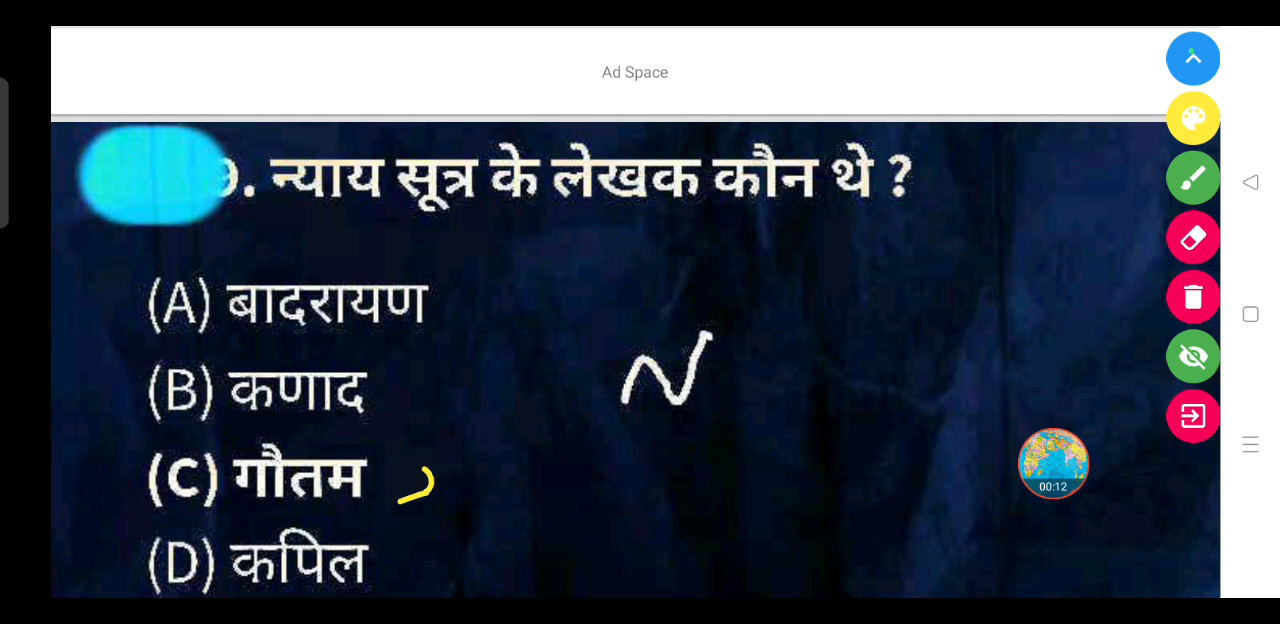 Ad Space
. न्याय सूत्र के लेखक कौन थे ?
(A) बादरायण
(B) कणाद
N
(C) गौतम
00:12
(D) कपिल